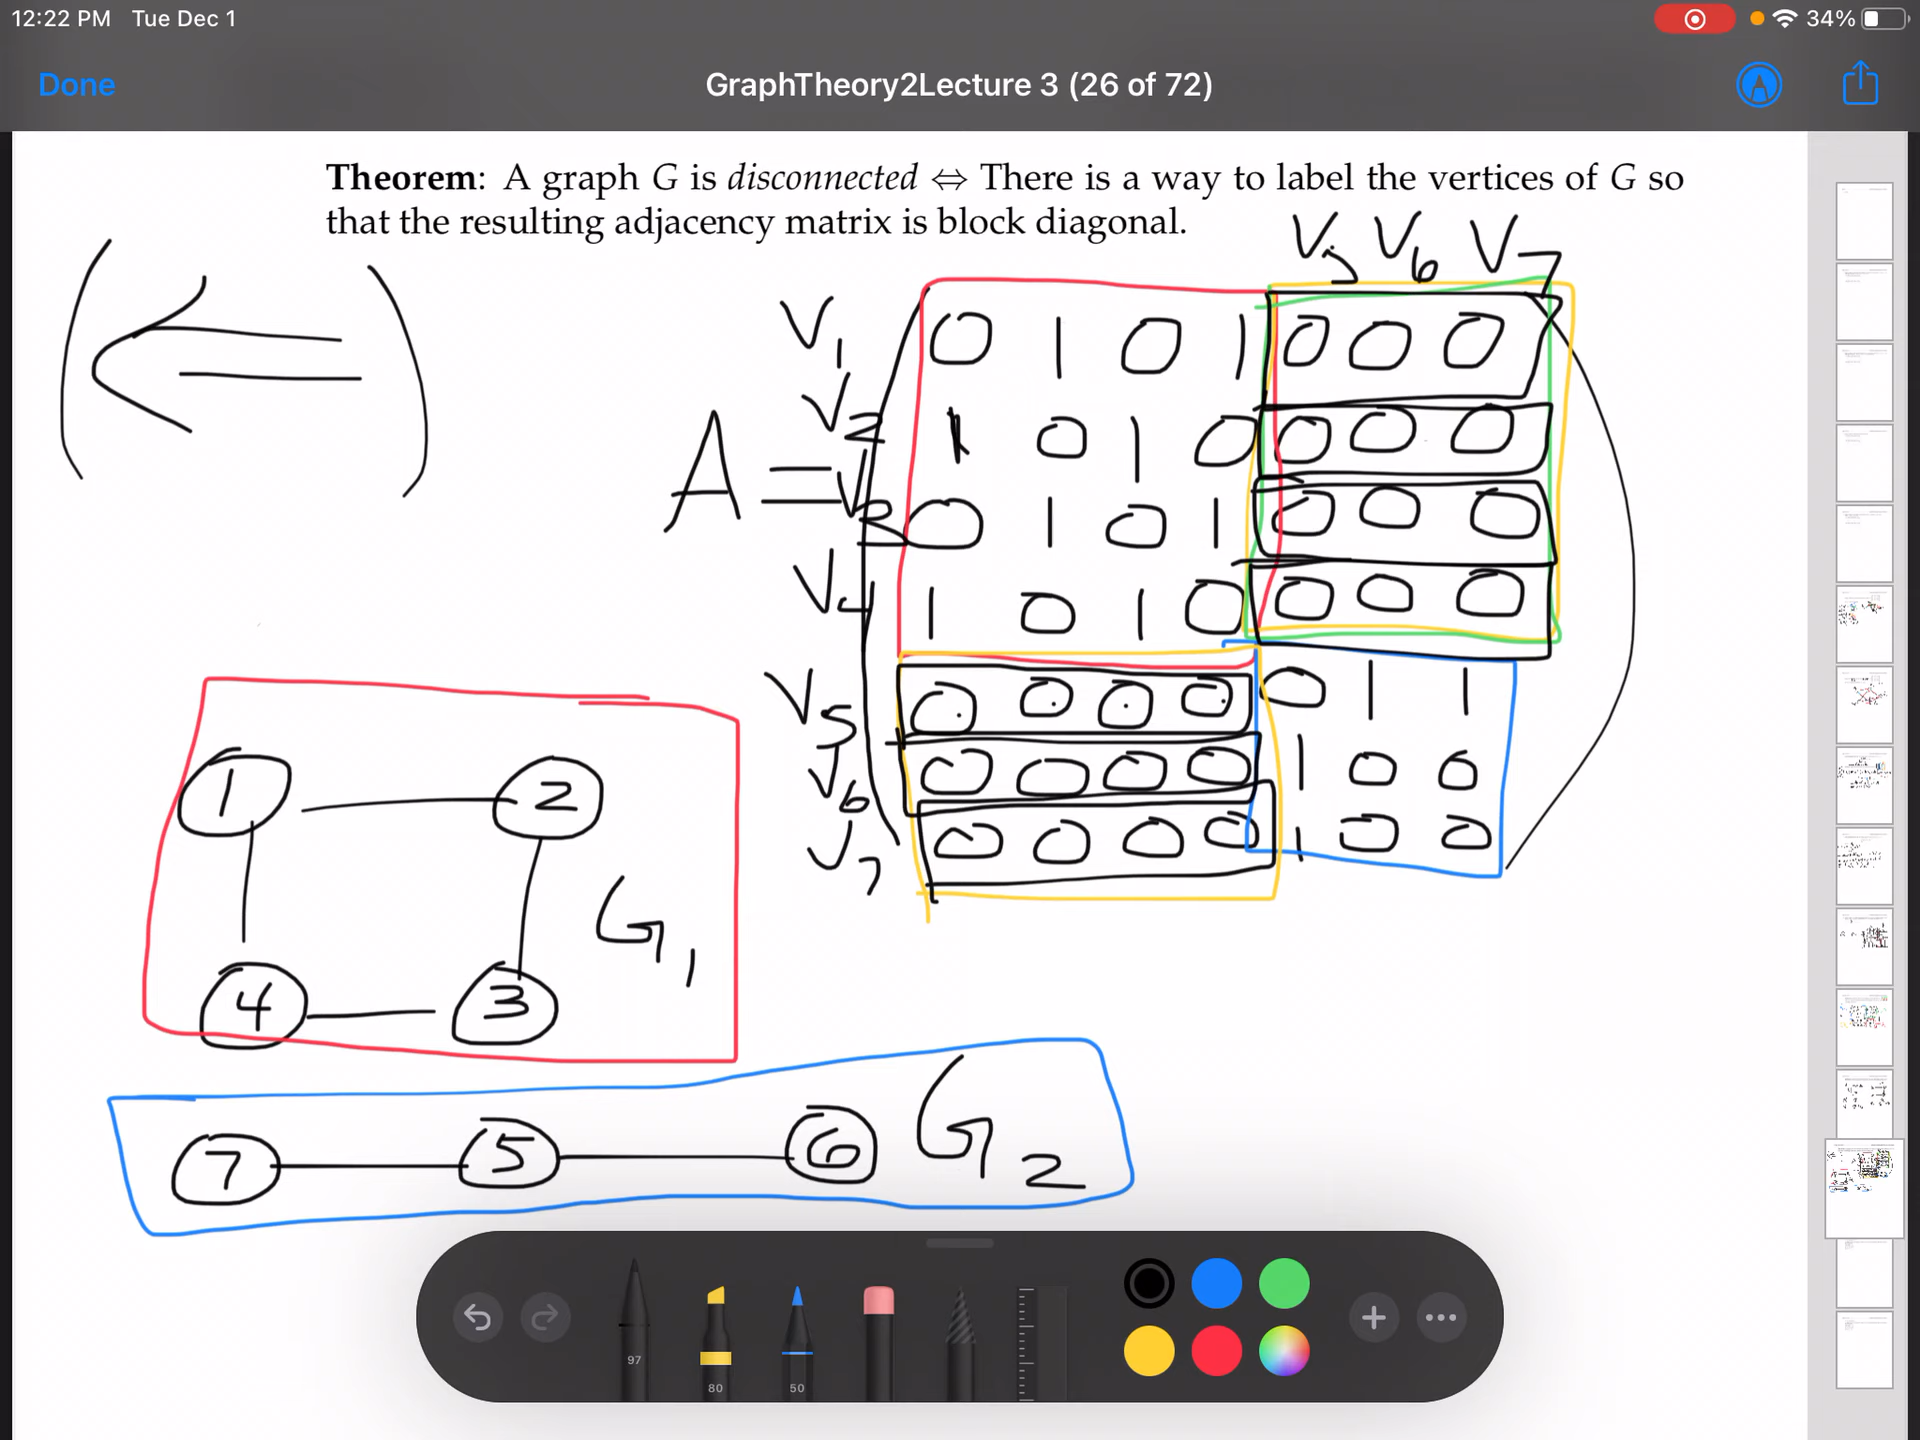 12:22 PM Tue Dec 1
34%
Done
GraphTheory2Lecture 3 (26 of 72)
Theorem: A graph G is disconnected ⇔ There is a way to label the vertices of G so
that the resulting adjacency matrix is block diagonal.
(⇐)
V5 V6 V7
V1 0 1 0 1 0 0 0
V2 1 0 1 0 0 0 0
A =
V3 0 1 0 1 0 0 0
V4 1 0 1 0 0 0 0
V5 0 0 0 0 0 1 1
V6 0 0 0 0 1 0 0
V7 0 0 0 0 1 0 0
1 2
G1
4 3
7 5 6 G2
97 80 50